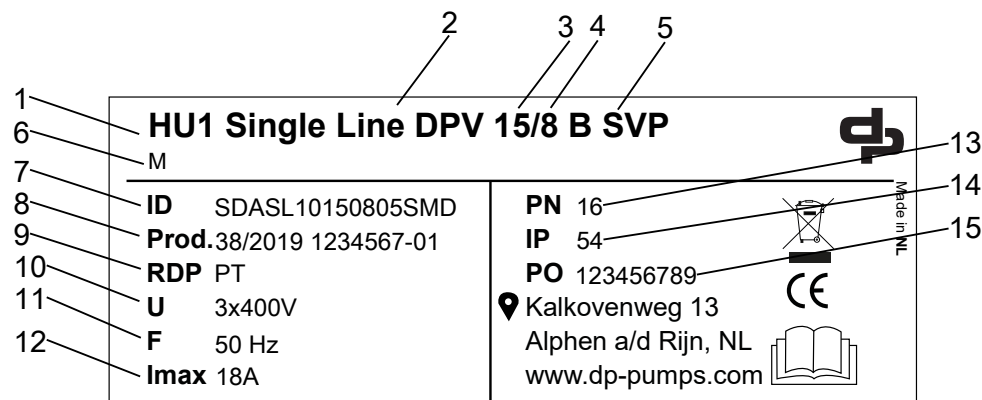 2 3 4 5
1 HU1 Single Line DPV 15/8 B SVP
6 M
dp
13
7 ID SDASL10150805SMD PN 16
14
8 Prod. 38/2019 1234567-01 IP 54
15
9 RDP PT PO 123456789
Made in NL
10 U 3x400V Kalkovenweg 13
CE
11 F 50 Hz Alphen a/d Rijn, NL
12 Imax 18A www.dp-pumps.com